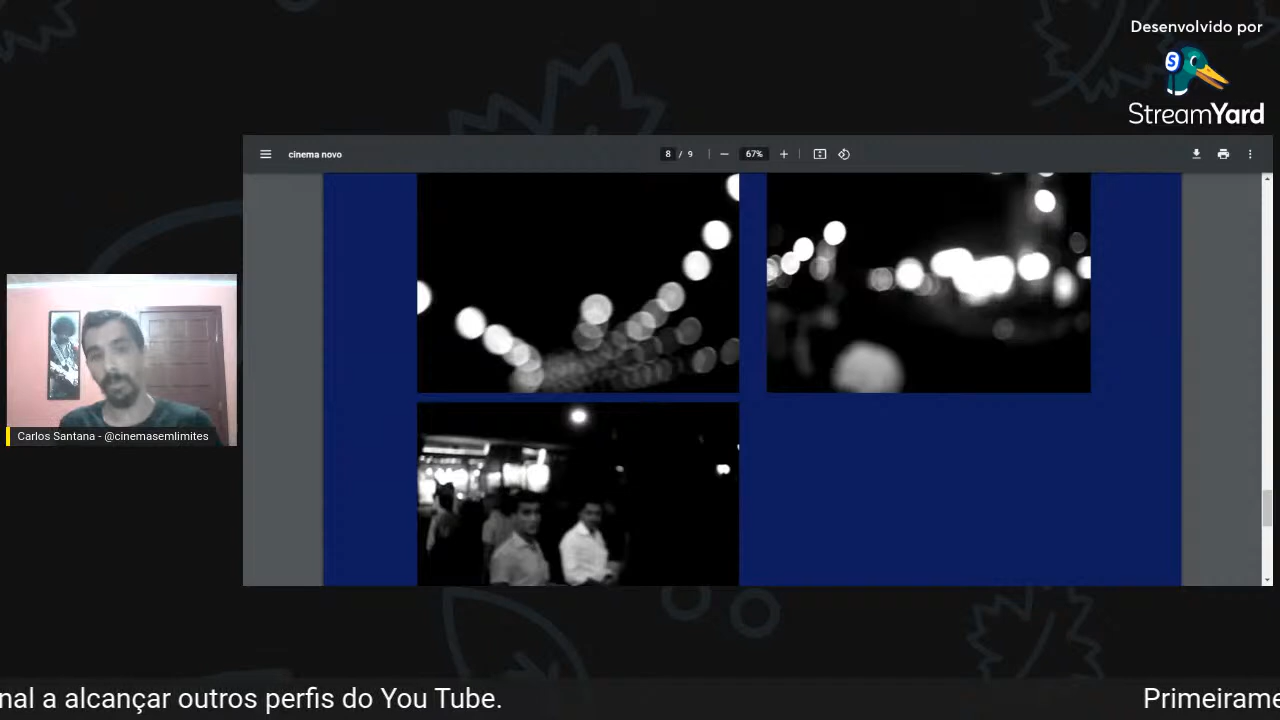 Desenvolvido por
StreamYard
cinema novo
8 / 9
67%
Carlos Santana - @cinemasemlimites
nal a alcançar outros perfis do You Tube.
Primeirame